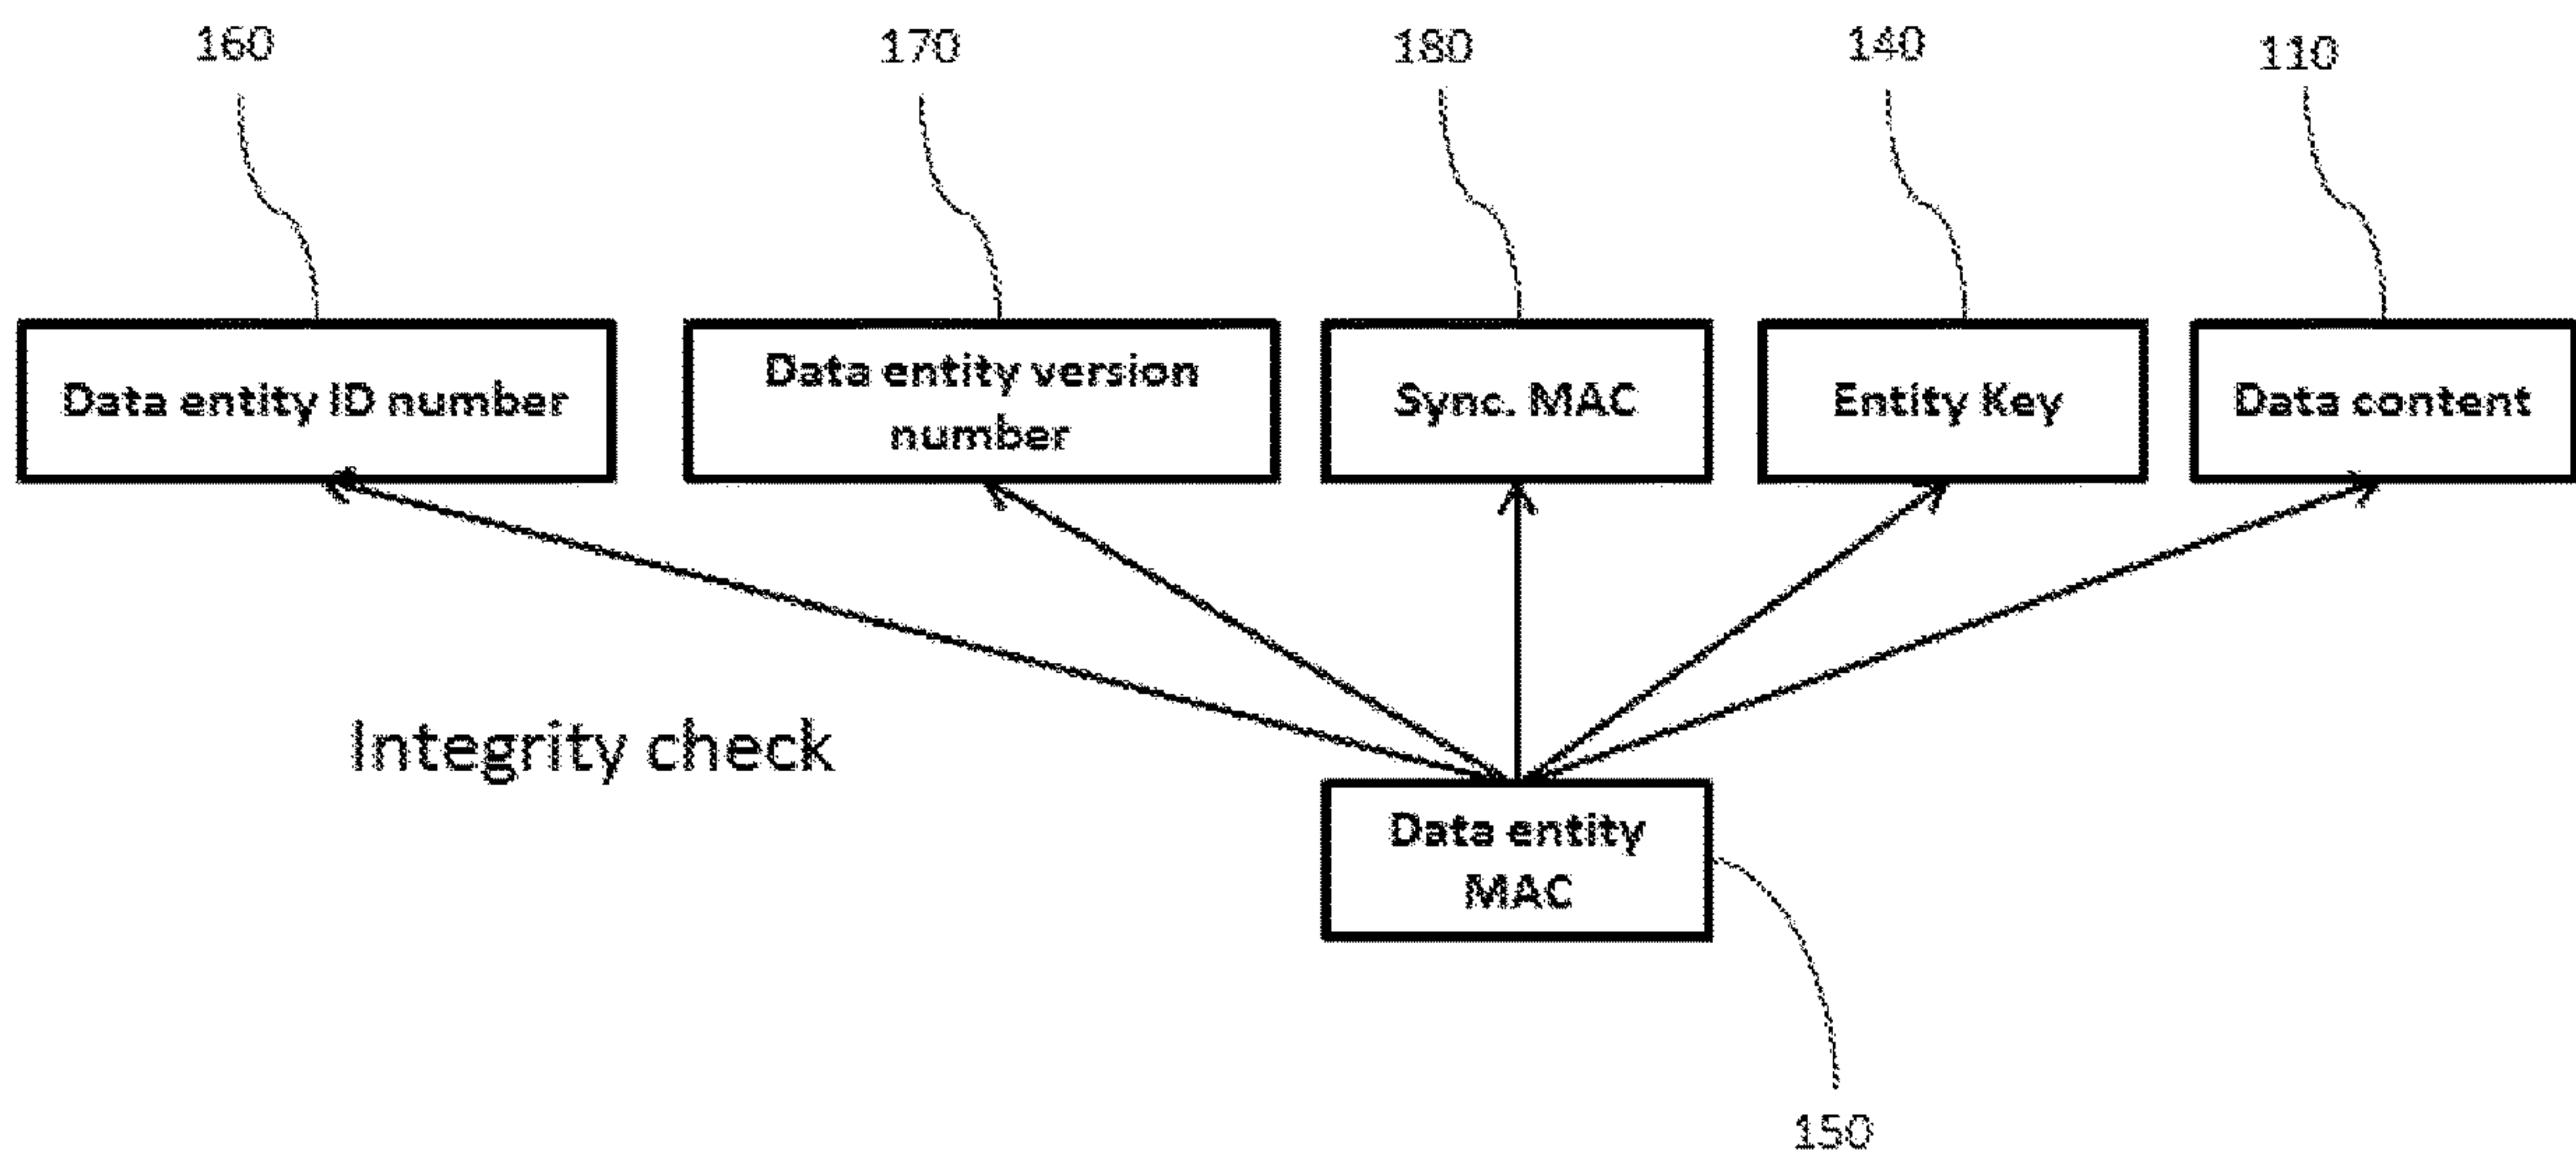 160
170
180
140
110
Data entity ID number
Data entity version
number
Sync. MAC
Entity Key
Data content
Integrity check
Data entity
MAC
150